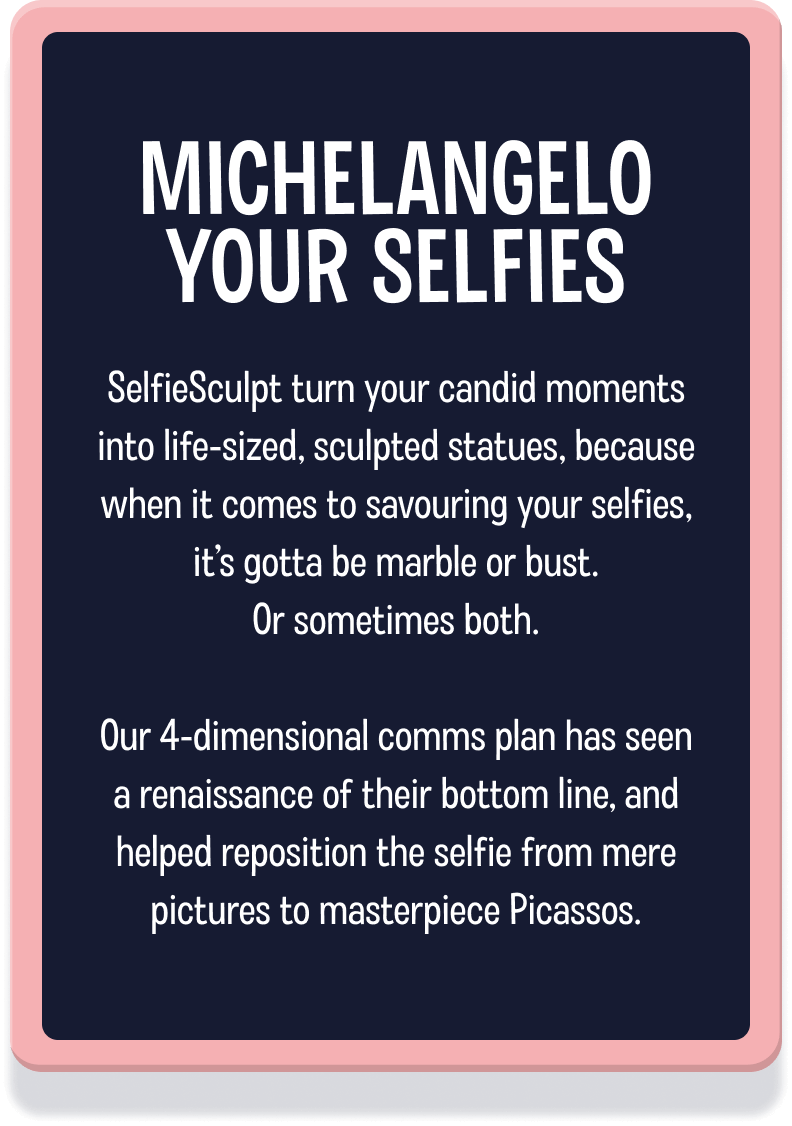 MICHELANGELO
YOUR SELFIES
SelfieSculpt turn your candid moments
into life-sized, sculpted statues, because
when it comes to savouring your selfies,
it’s gotta be marble or bust.
Or sometimes both.
Our 4-dimensional comms plan has seen
a renaissance of their bottom line, and
helped reposition the selfie from mere
pictures to masterpiece Picassos.